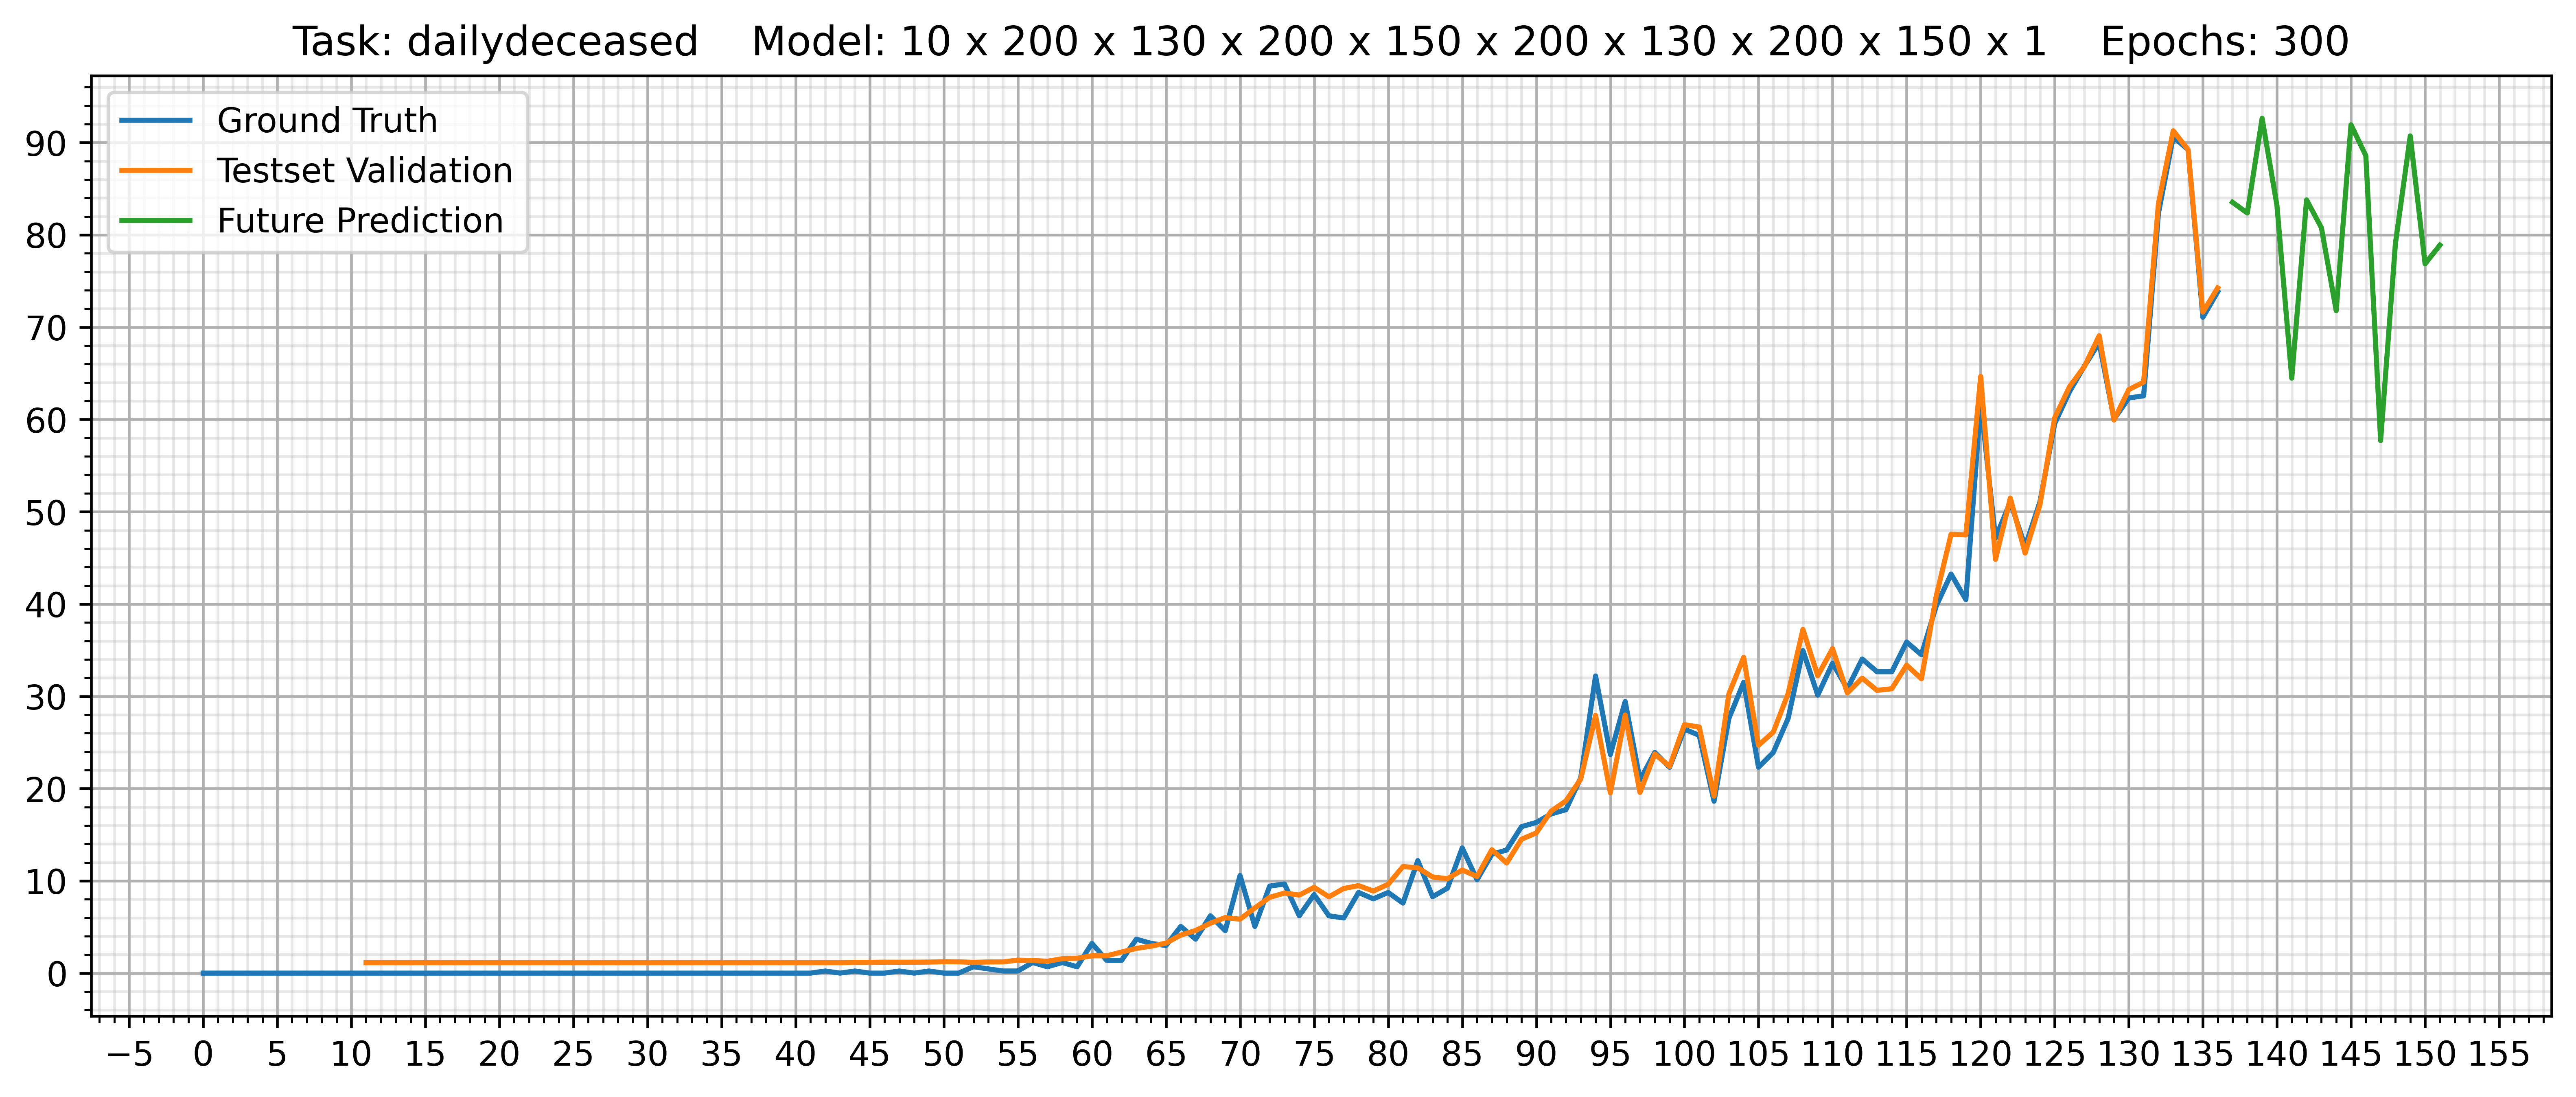 Task: dailydeceased    Model: 10 x 200 x 130 x 200 x 150 x 200 x 130 x 200 x 150 x 1    Epochs: 300
Ground Truth
Testset Validation
Future Prediction
90
80
70
60
50
40
30
20
10
0
−5 0 5 10 15 20 25 30 35 40 45 50 55 60 65 70 75 80 85 90 95 100 105 110 115 120 125 130 135 140 145 150 155